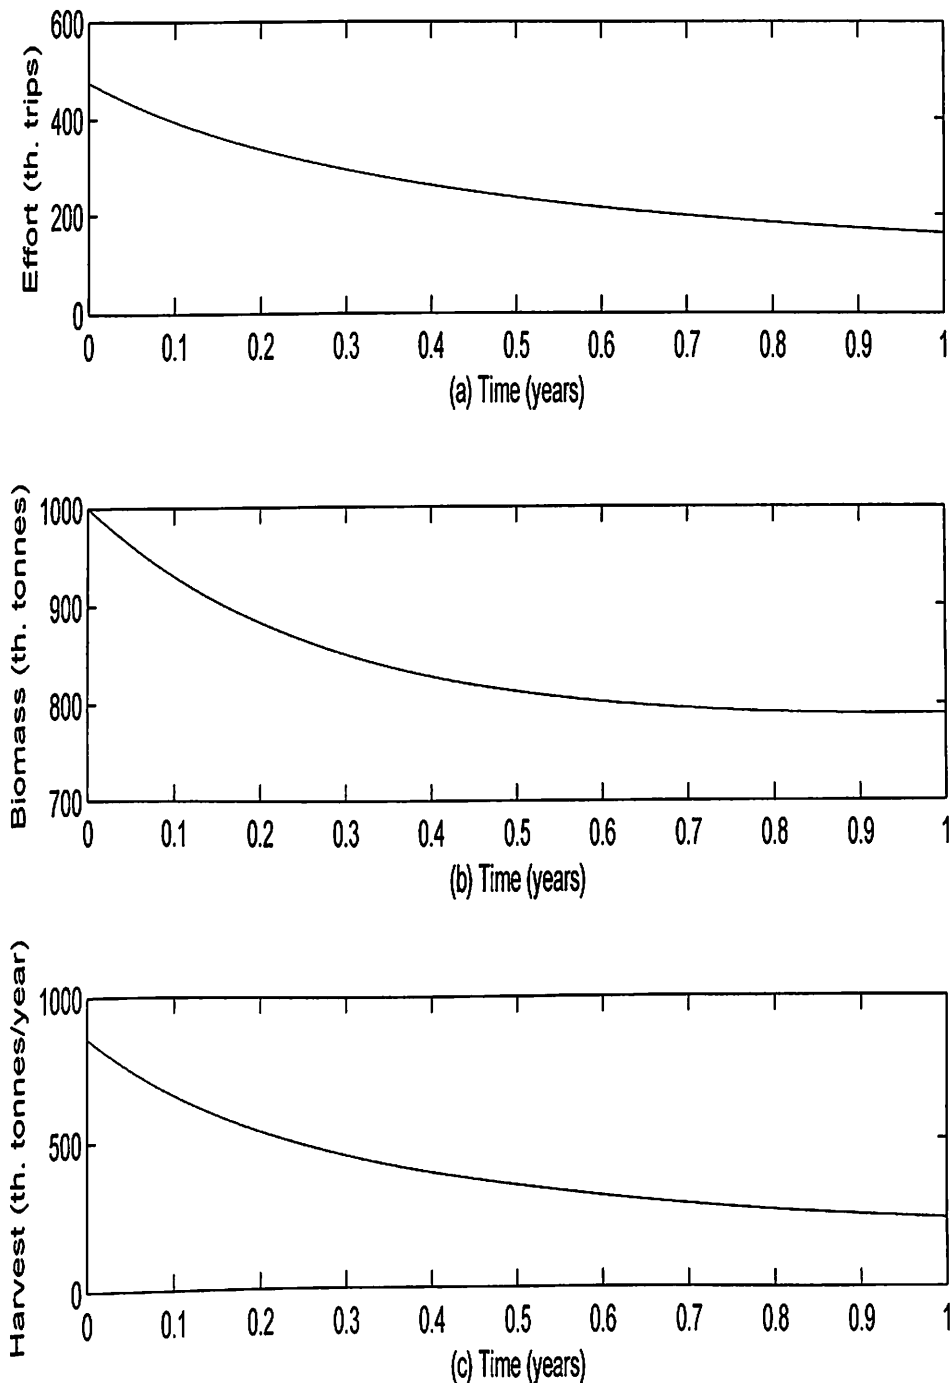 Effort (th. trips)
600
400
200
0
0 0.1 0.2 0.3 0.4 0.5 0.6 0.7 0.8 0.9 1
(a) Time (years)
Biomass (th. tonnes)
1000
900
800
700
0 0.1 0.2 0.3 0.4 0.5 0.6 0.7 0.8 0.9 1
(b) Time (years)
Harvest (th. tonnes/year)
1000
500
0
0 0.1 0.2 0.3 0.4 0.5 0.6 0.7 0.8 0.9 1
(c) Time (years)